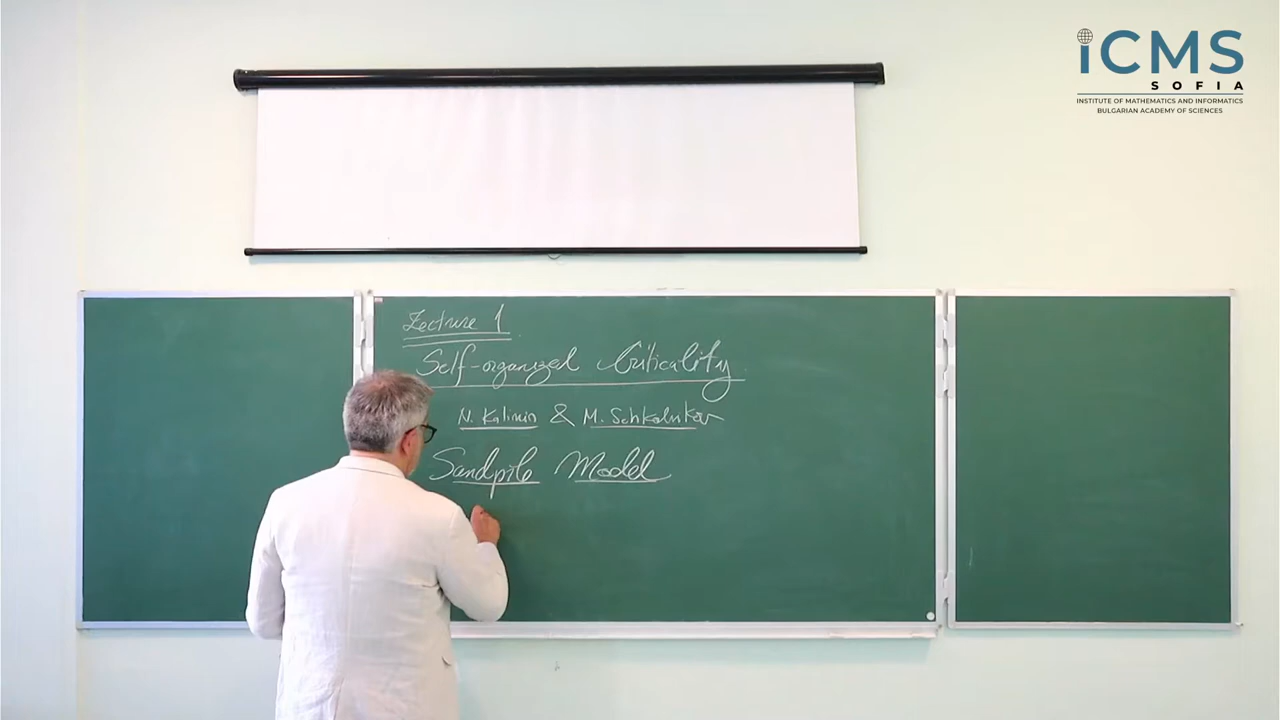 iCMS
SOFIA
INSTITUTE OF MATHEMATICS AND INFORMATICS
BULGARIAN ACADEMY OF SCIENCES
Lecture 1
Self-organized Criticality
N. Kalinin & M. Schkolnikov
Sandpile Model